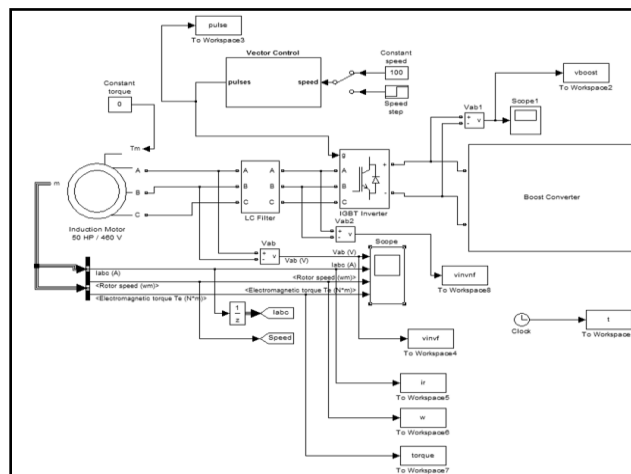 pulse
To Workspace3
Vector Control
pulses
speed
Constant
speed
100
Speed
step
Constant
torque
0
vboost
To Workspace2
Vab1
+
-
v
Scope1
Tm
m
A
B
C
Induction Motor
50 HP / 460 V
A
B
C
A
B
C
LC Filter
g
A
B
C
+
-
IGBT Inverter
Boost Converter
Vab2
+
-
v
Vab
+
-
v
Vab (V)
Scope
Vab (V)
Iabc (A)
<Rotor speed (wm)>
<Electromagnetic torque Te (N*m)>
Iabc (A)
<Rotor speed (wm)>
<Electromagnetic torque Te (N*m)>
vinvnf
To Workspace8
1
z
Iabc
Speed
Clock
t
To Workspace
vinvf
To Workspace4
ir
To Workspace5
w
To Workspace6
torque
To Workspace7